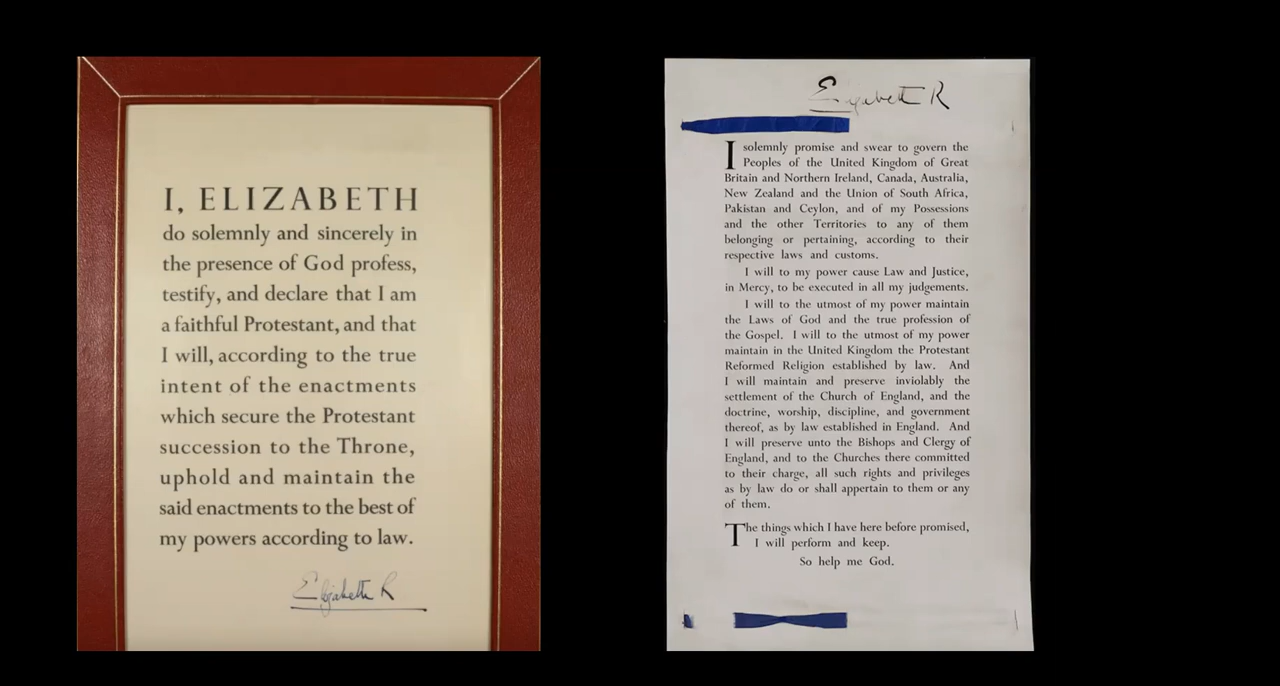 I, ELIZABETH
do solemnly and sincerely in
the presence of God profess,
testify, and declare that I am
a faithful Protestant, and that
I will, according to the true
intent of the enactments
which secure the Protestant
succession to the Throne,
uphold and maintain the
said enactments to the best of
my powers according to law.
Elizabeth R
Elizabeth R
I solemnly promise and swear to govern the
Peoples of the United Kingdom of Great
Britain and Northern Ireland, Canada, Australia,
New Zealand and the Union of South Africa,
Pakistan and Ceylon, and of my Possessions
and the other Territories to any of them
belonging or pertaining, according to their
respective laws and customs.
I will to my power cause Law and Justice,
in Mercy, to be executed in all my judgements.
I will to the utmost of my power maintain
the Laws of God and the true profession of
the Gospel. I will to the utmost of my power
maintain in the United Kingdom the Protestant
Reformed Religion established by law. And
I will maintain and preserve inviolably the
settlement of the Church of England, and the
doctrine, worship, discipline, and government
thereof, as by law established in England. And
I will preserve unto the Bishops and Clergy of
England, and to the Churches there committed
to their charge, all such rights and privileges
as by law do or shall appertain to them or any
of them.
The things which I have here before promised,
I will perform and keep.
So help me God.